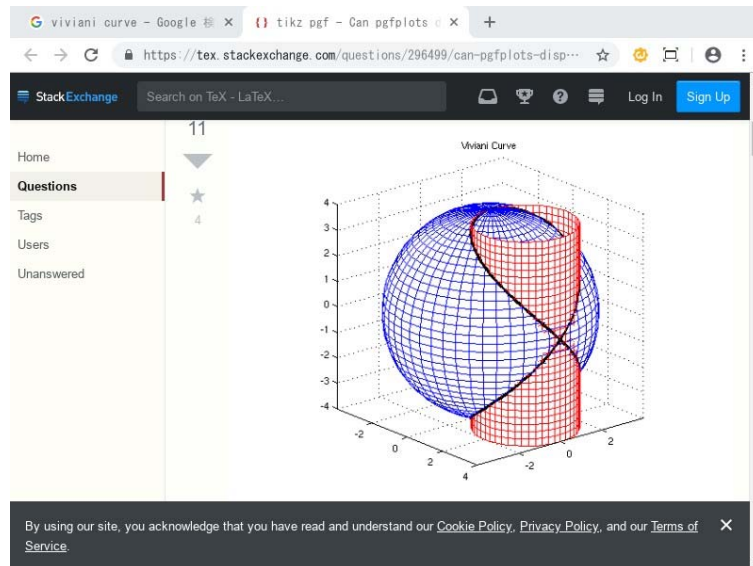 viviani curve - Google 検
tikz pgf - Can pgfplots d
https://tex.stackexchange.com/questions/296499/can-pgfplots-disp…
StackExchange
Search on TeX - LaTeX…
Log In
Sign Up
11
Home
Questions
Tags
Users
Unanswered
4
Viviani Curve
4
3
2
1
0
-1
-2
-3
-4
-2
0
2
4
-2
0
2
By using our site, you acknowledge that you have read and understand our Cookie Policy, Privacy Policy, and our Terms of
Service.